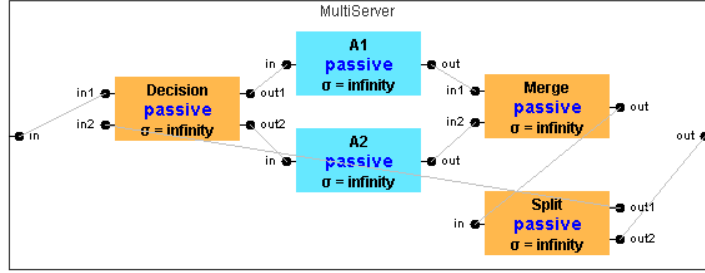 MultiServer
in
in1
in2
Decision
passive
σ = infinity
out1
out2
in
A1
passive
σ = infinity
out
in
A2
passive
σ = infinity
out
in1
in2
Merge
passive
σ = infinity
out
in
Split
passive
σ = infinity
out1
out2
out